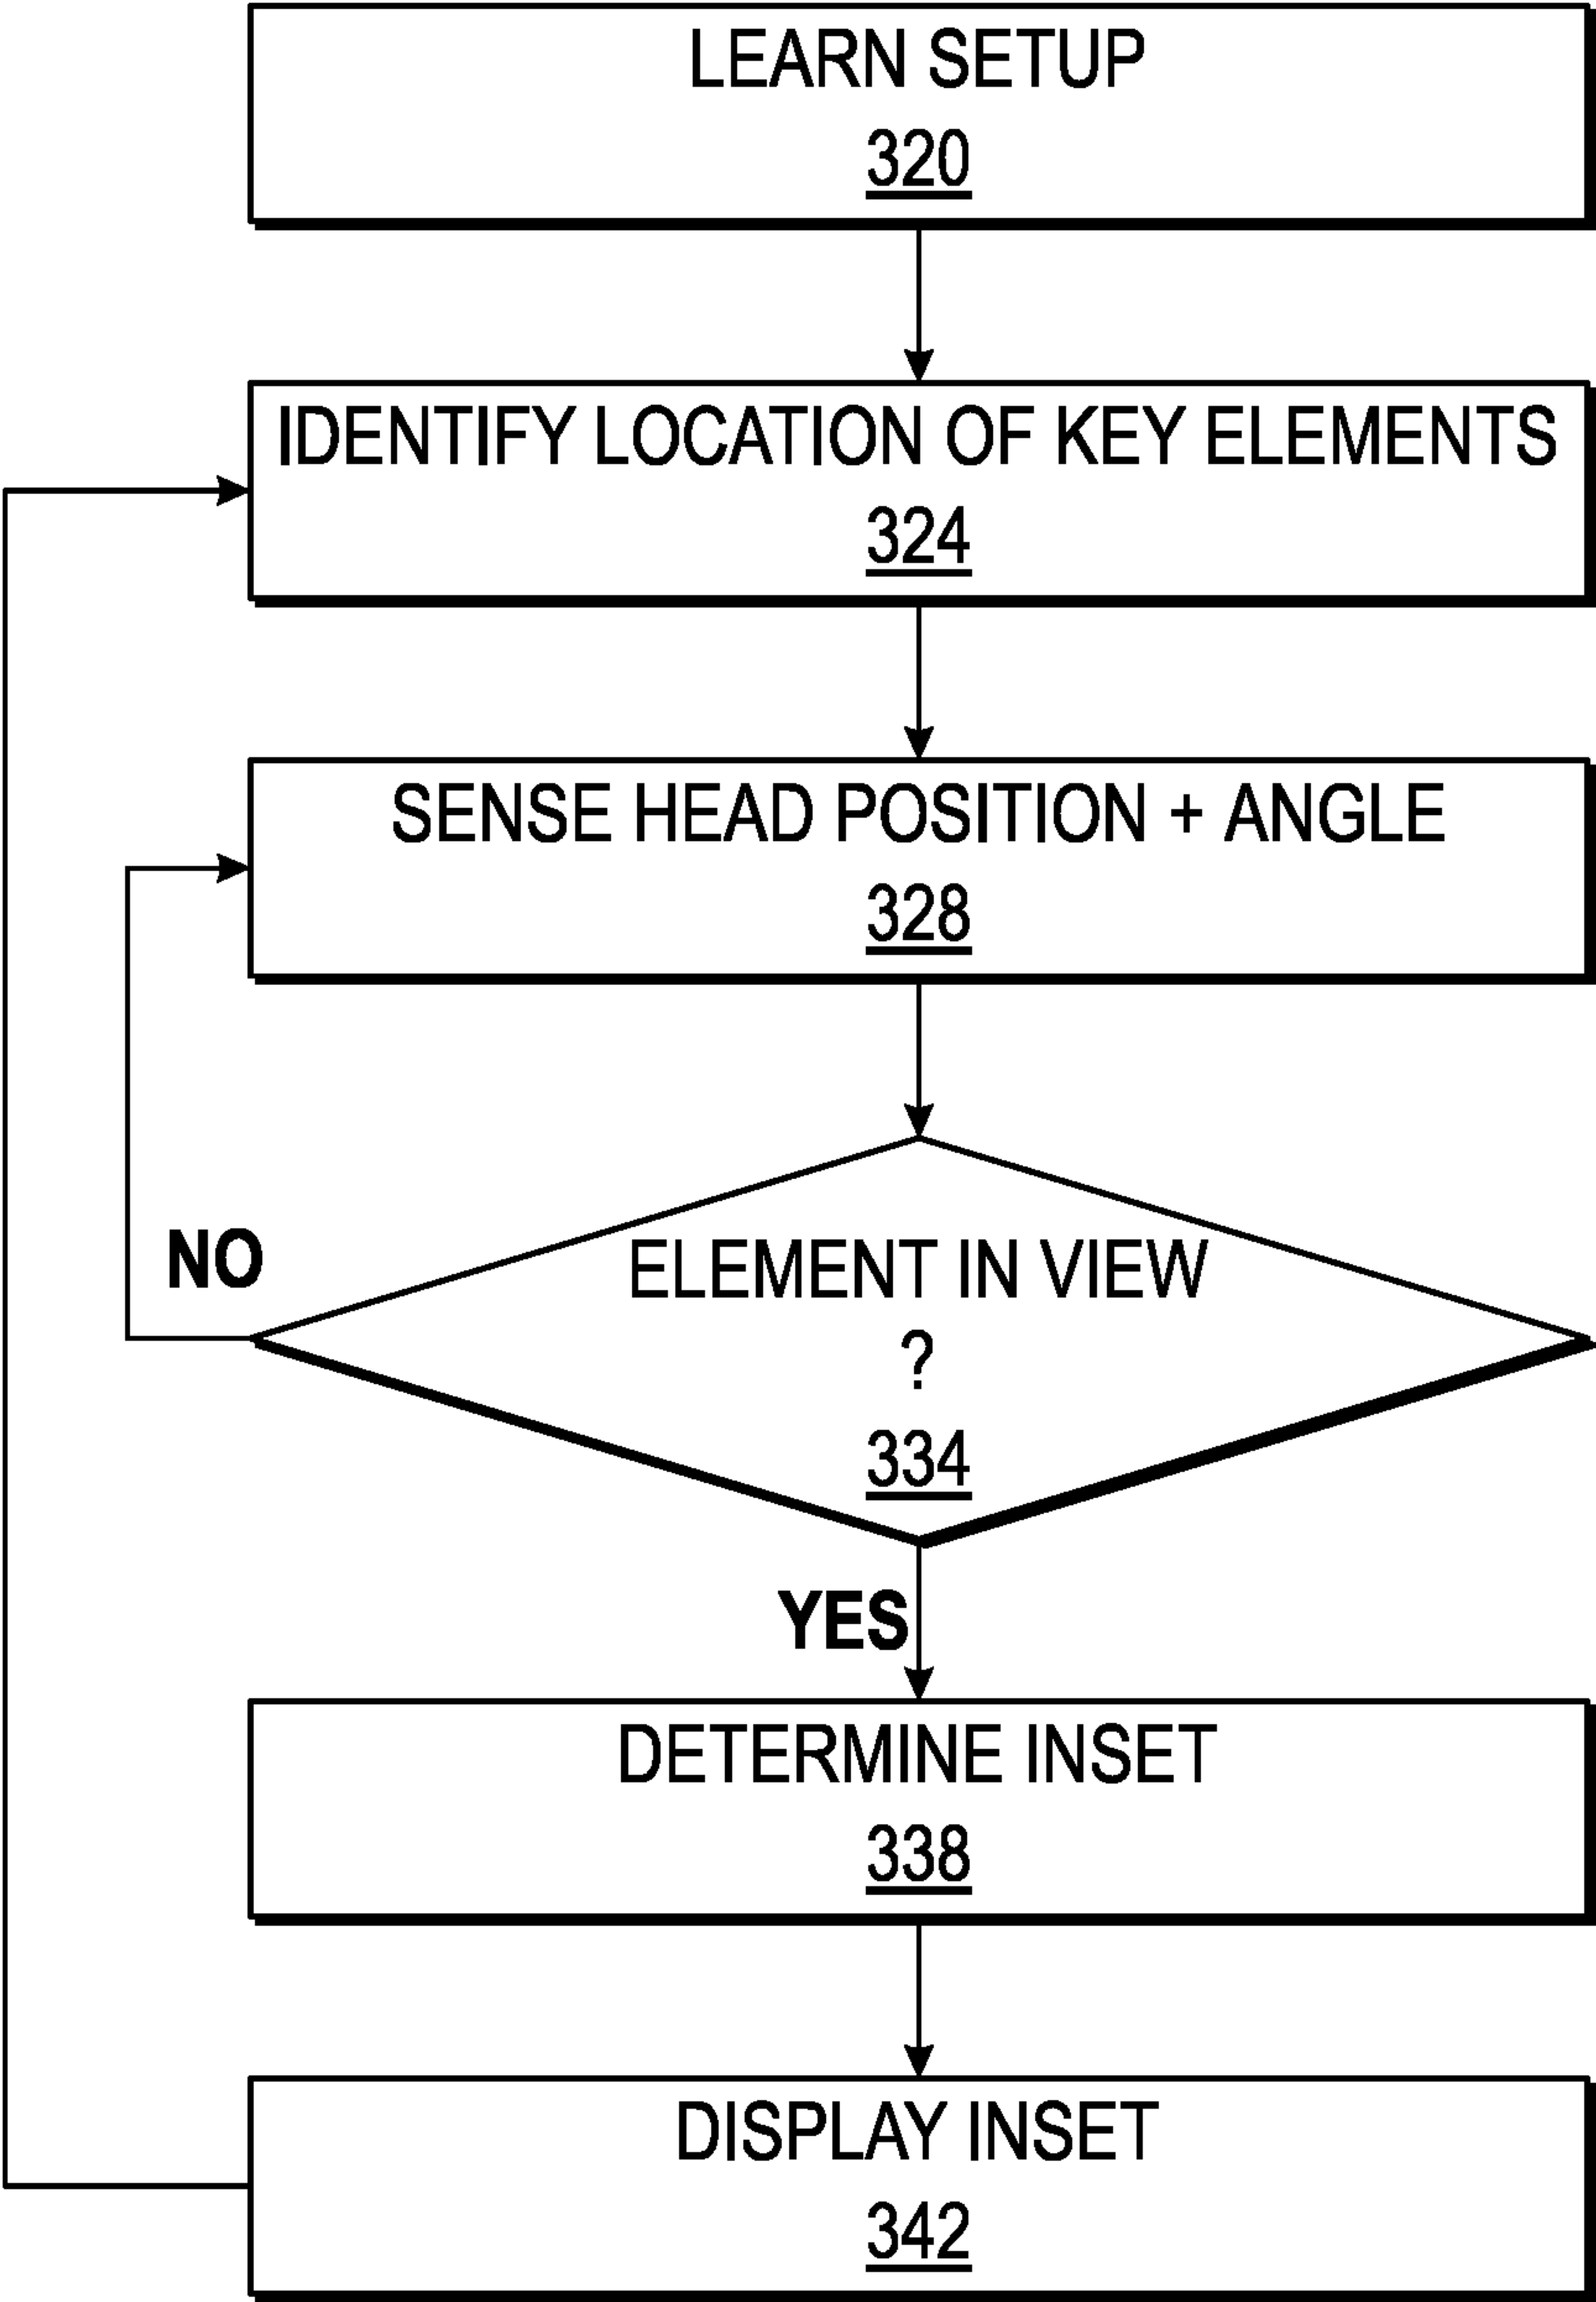 LEARN SETUP
320
IDENTIFY LOCATION OF KEY ELEMENTS
324
SENSE HEAD POSITION + ANGLE
328
NO
ELEMENT IN VIEW
?
334
YES
DETERMINE INSET
338
DISPLAY INSET
342